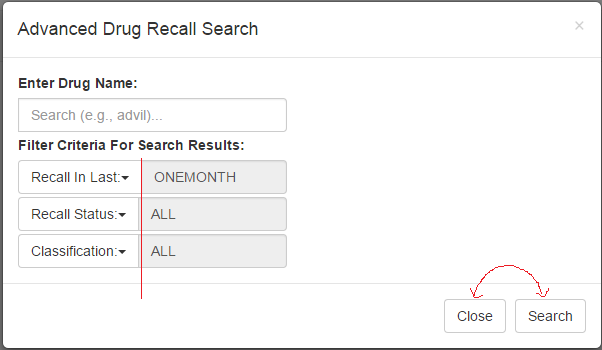 Advanced Drug Recall Search ×
Enter Drug Name:
Search (e.g., advil)...
Filter Criteria For Search Results:
Recall In Last: ONEMONTH
Recall Status: ALL
Classification: ALL
Close Search